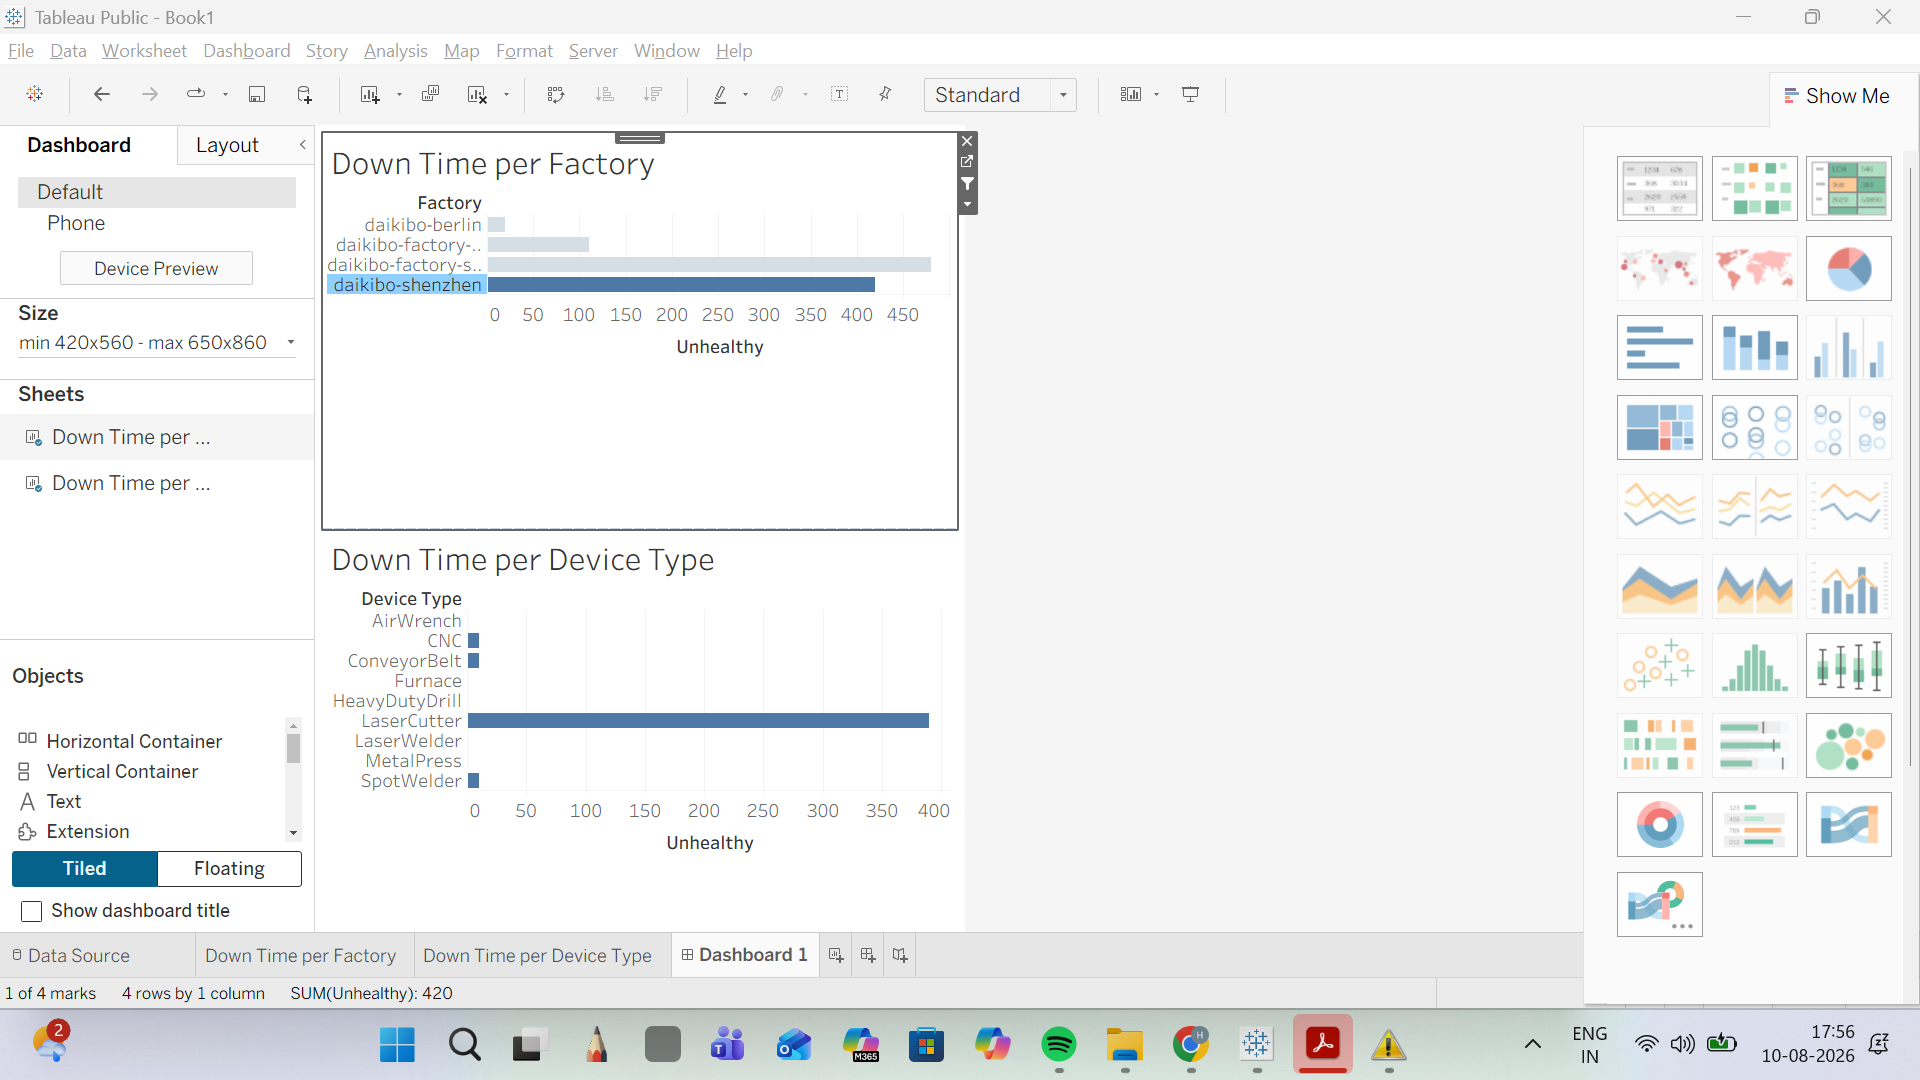 Tableau Public - Book1
File Data Worksheet Dashboard Story Analysis Map Format Server Window Help
Standard
Show Me
Dashboard
Layout
Default
Phone
Device Preview
Size
min 420x560 - max 650x860
Sheets
Down Time per ...
Down Time per ...
Objects
Horizontal Container
Vertical Container
Text
Extension
Tiled
Floating
Show dashboard title
Down Time per Factory
Factory
daikibo-berlin
daikibo-factory-..
daikibo-factory-s..
daikibo-shenzhen
0 50 100 150 200 250 300 350 400 450
Unhealthy
Down Time per Device Type
Device Type
AirWrench
CNC
ConveyorBelt
Furnace
HeavyDutyDrill
LaserCutter
LaserWelder
MetalPress
SpotWelder
0 50 100 150 200 250 300 350 400
Unhealthy
Data Source
Down Time per Factory
Down Time per Device Type
Dashboard 1
1 of 4 marks 4 rows by 1 column SUM(Unhealthy): 420
2
M365
ENG
IN
17:56
10-08-2026